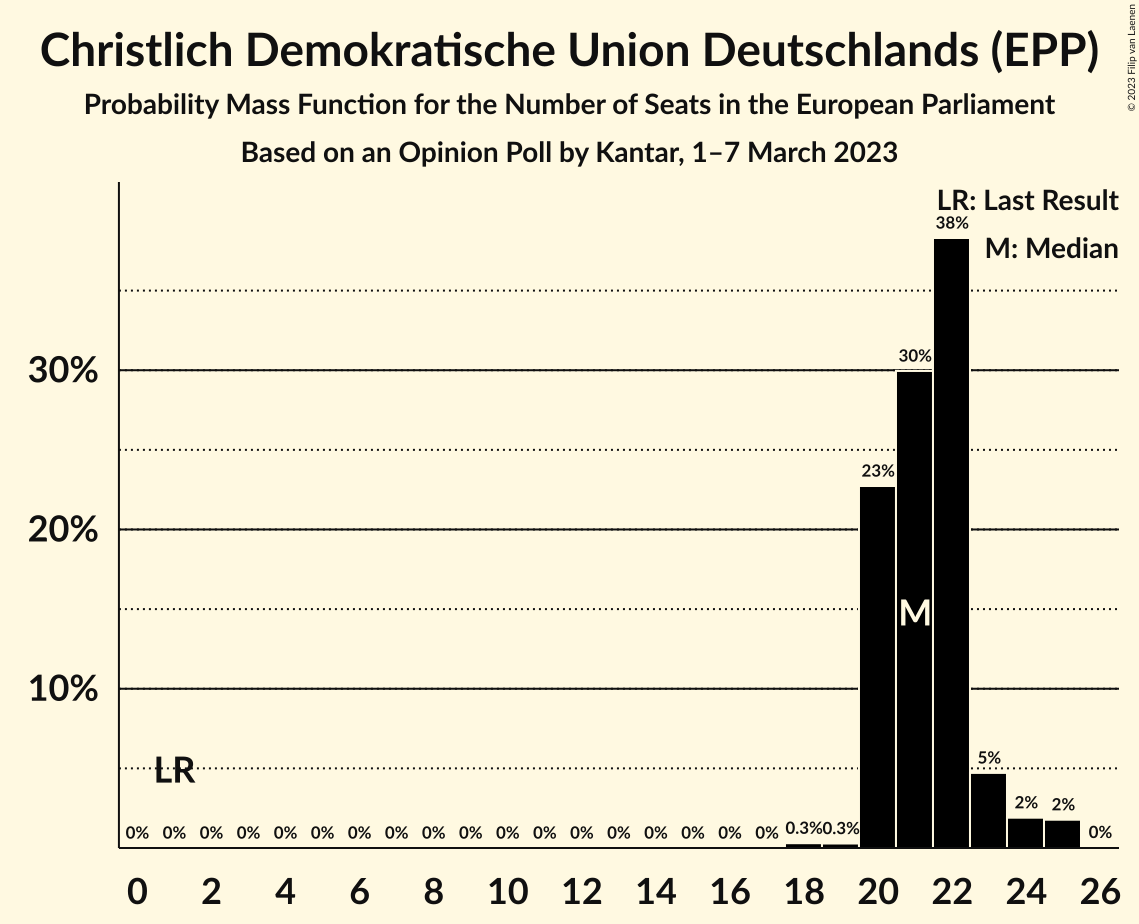 Christlich Demokratische Union Deutschlands (EPP)
Probability Mass Function for the Number of Seats in the European Parliament
Based on an Opinion Poll by Kantar, 1–7 March 2023
© 2023 Filip van Laenen
LR: Last Result
M: Median
38%
30%
30%
23%
20%
M
10%
LR
5%
2%
2%
0% 0% 0% 0% 0% 0% 0% 0% 0% 0% 0% 0% 0% 0% 0% 0% 0% 0% 0.3% 0.3% 0%
0 2 4 6 8 10 12 14 16 18 20 22 24 26